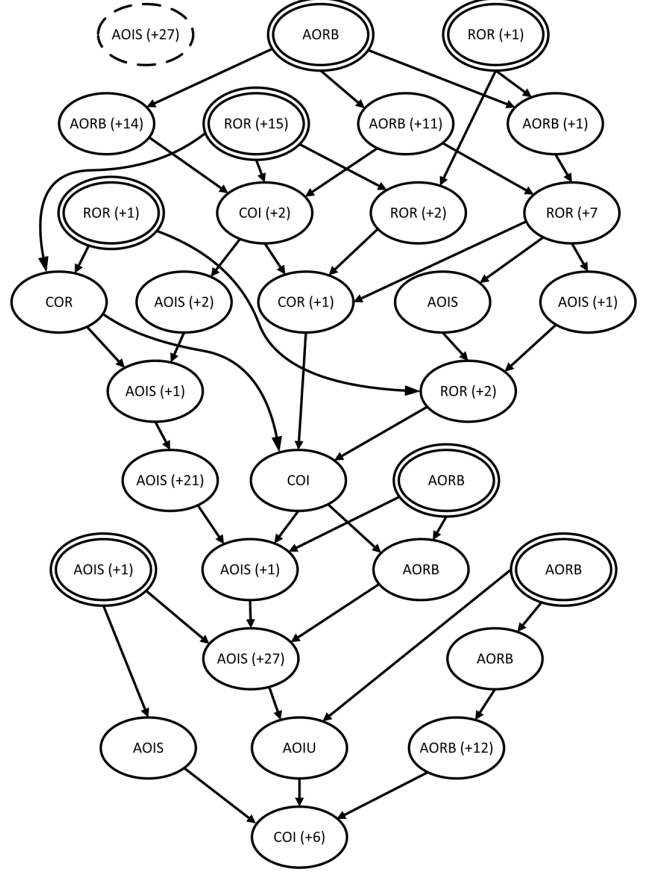 AOIS (+27)
AORB
ROR (+1)
AORB (+14)
ROR (+15)
AORB (+11)
AORB (+1)
ROR (+1)
COI (+2)
ROR (+2)
ROR (+7
COR
AOIS (+2)
COR (+1)
AOIS
AOIS (+1)
AOIS (+1)
ROR (+2)
AOIS (+21)
COI
AORB
AOIS (+1)
AOIS (+1)
AORB
AORB
AOIS (+27)
AORB
AOIS
AOIU
AORB (+12)
COI (+6)